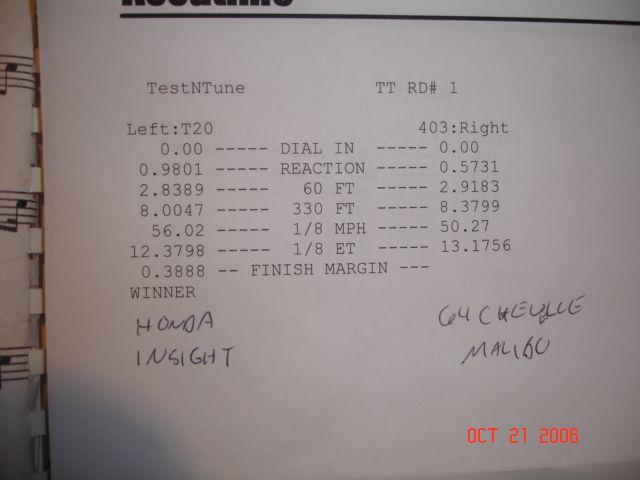 Accutime
TestNTune TT RD# 1
Left:T20 403:Right
0.00 ----- DIAL IN ----- 0.00
0.9801 ----- REACTION ----- 0.5731
2.8389 ----- 60 FT ----- 2.9183
8.0047 ----- 330 FT ----- 8.3799
56.02 ----- 1/8 MPH ----- 50.27
12.3798 ----- 1/8 ET ----- 13.1756
0.3888 -- FINISH MARGIN ---
WINNER
HONDA 64 CHEVLLE
INSIGHT MALIBU
OCT 21 2006